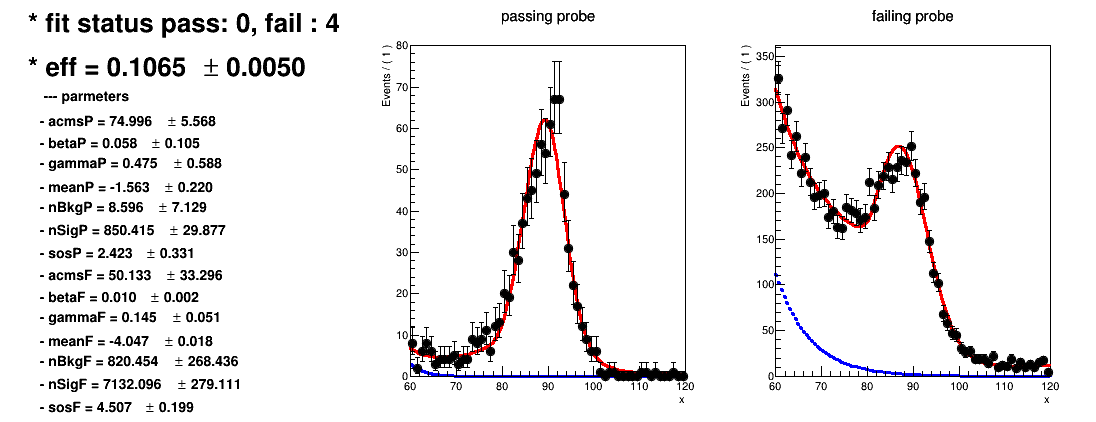 * fit status pass: 0, fail : 4
* eff = 0.1065 ± 0.0050
--- parmeters
- acmsP = 74.996 ± 5.568
- betaP = 0.058 ± 0.105
- gammaP = 0.475 ± 0.588
- meanP = -1.563 ± 0.220
- nBkgP = 8.596 ± 7.129
- nSigP = 850.415 ± 29.877
- sosP = 2.423 ± 0.331
- acmsF = 50.133 ± 33.296
- betaF = 0.010 ± 0.002
- gammaF = 0.145 ± 0.051
- meanF = -4.047 ± 0.018
- nBkgF = 820.454 ± 268.436
- nSigF = 7132.096 ± 279.111
- sosF = 4.507 ± 0.199
passing probe
Events / ( 1 )
80
70
60
50
40
30
20
10
0
60 70 80 90 100 110 120
x
failing probe
Events / ( 1 )
350
300
250
200
150
100
50
0
60 70 80 90 100 110 120
x